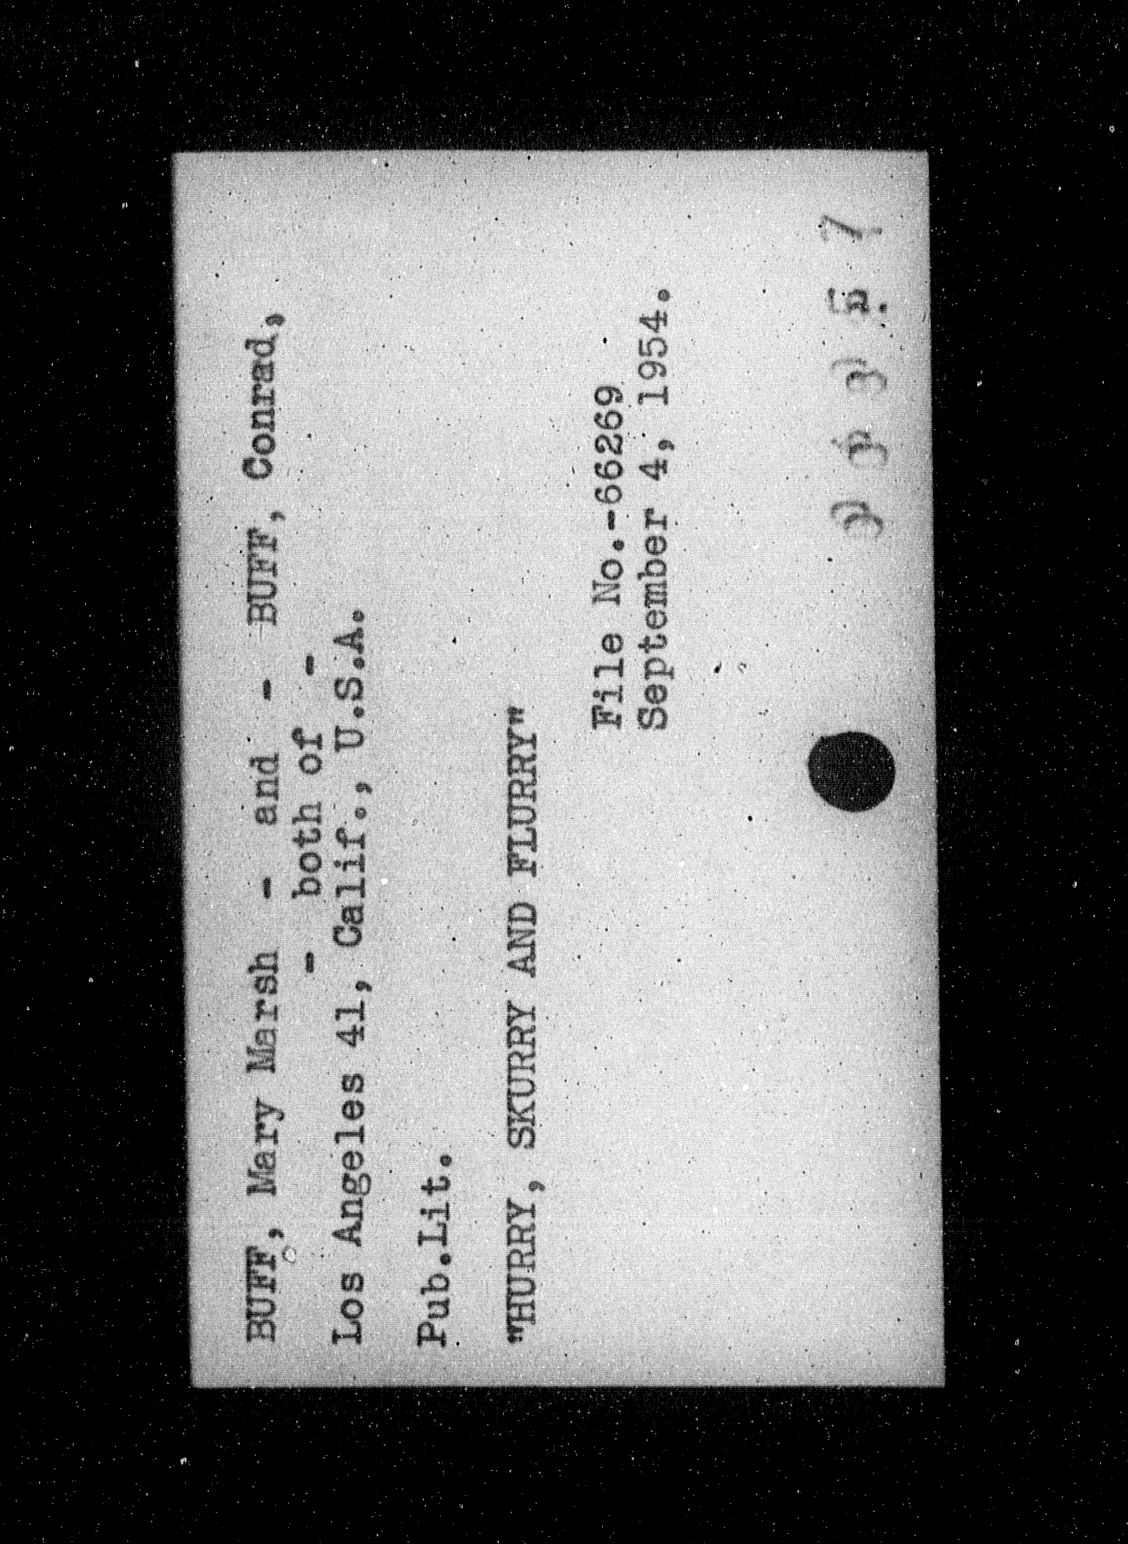 BUFF, Mary Marsh - and - BUFF, Conrad,
- both of -
Los Angeles 41, Calif., U.S.A.
Pub.Lit.
"HURRY, SKURRY AND FLURRY"
File No.-66269
September 4, 1954.